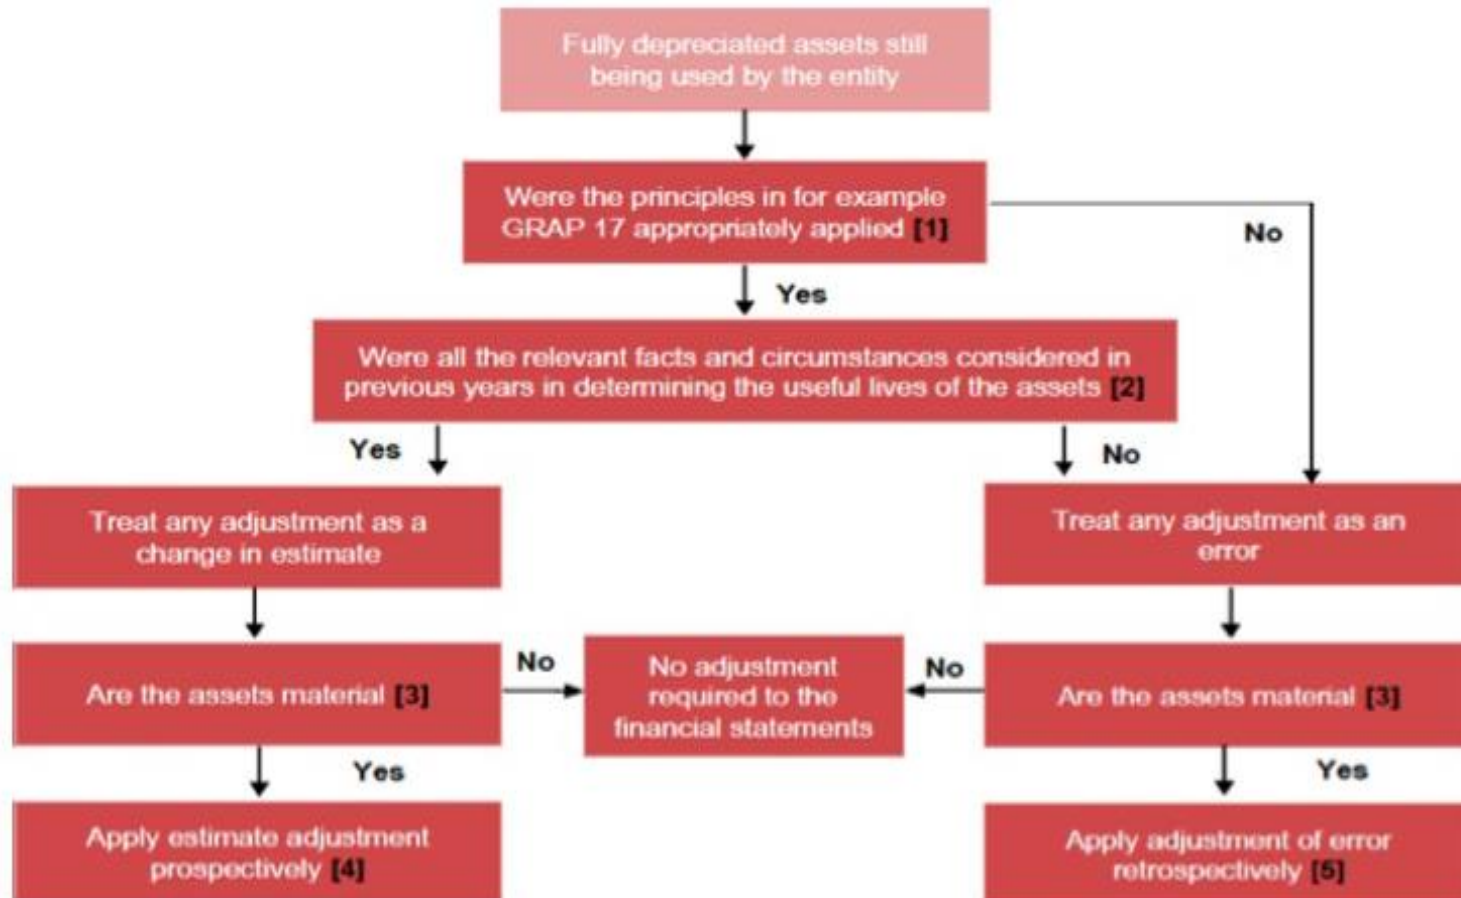 Fully depreciated assets still
being used by the entity
Were the principles in for example
GRAP 17 appropriately applied [1]
No
Yes
Were all the relevant facts and circumstances considered in
previous years in determining the useful lives of the assets [2]
Yes
No
Treat any adjustment as a
change in estimate
Treat any adjustment as an
error
Are the assets material [3]
No
No adjustment
required to the
financial statements
No
Are the assets material [3]
Yes
Yes
Apply estimate adjustment
prospectively [4]
Apply adjustment of error
retrospectively [5]